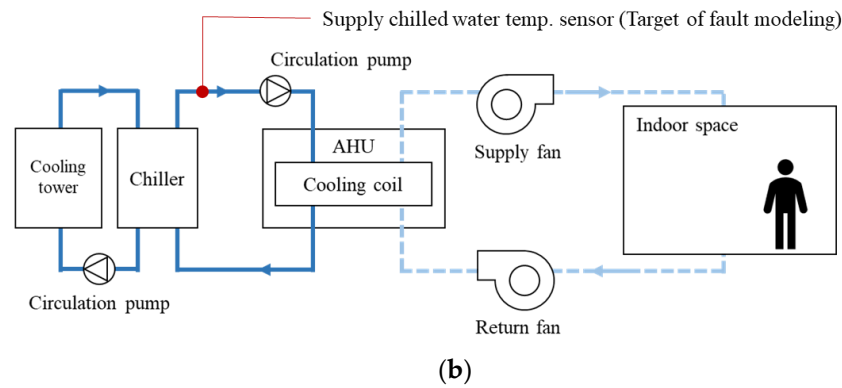 Supply chilled water temp. sensor (Target of fault modeling)
Circulation pump
Cooling
tower
Chiller
AHU
Cooling coil
Supply fan
Indoor space
Circulation pump
Return fan
(b)